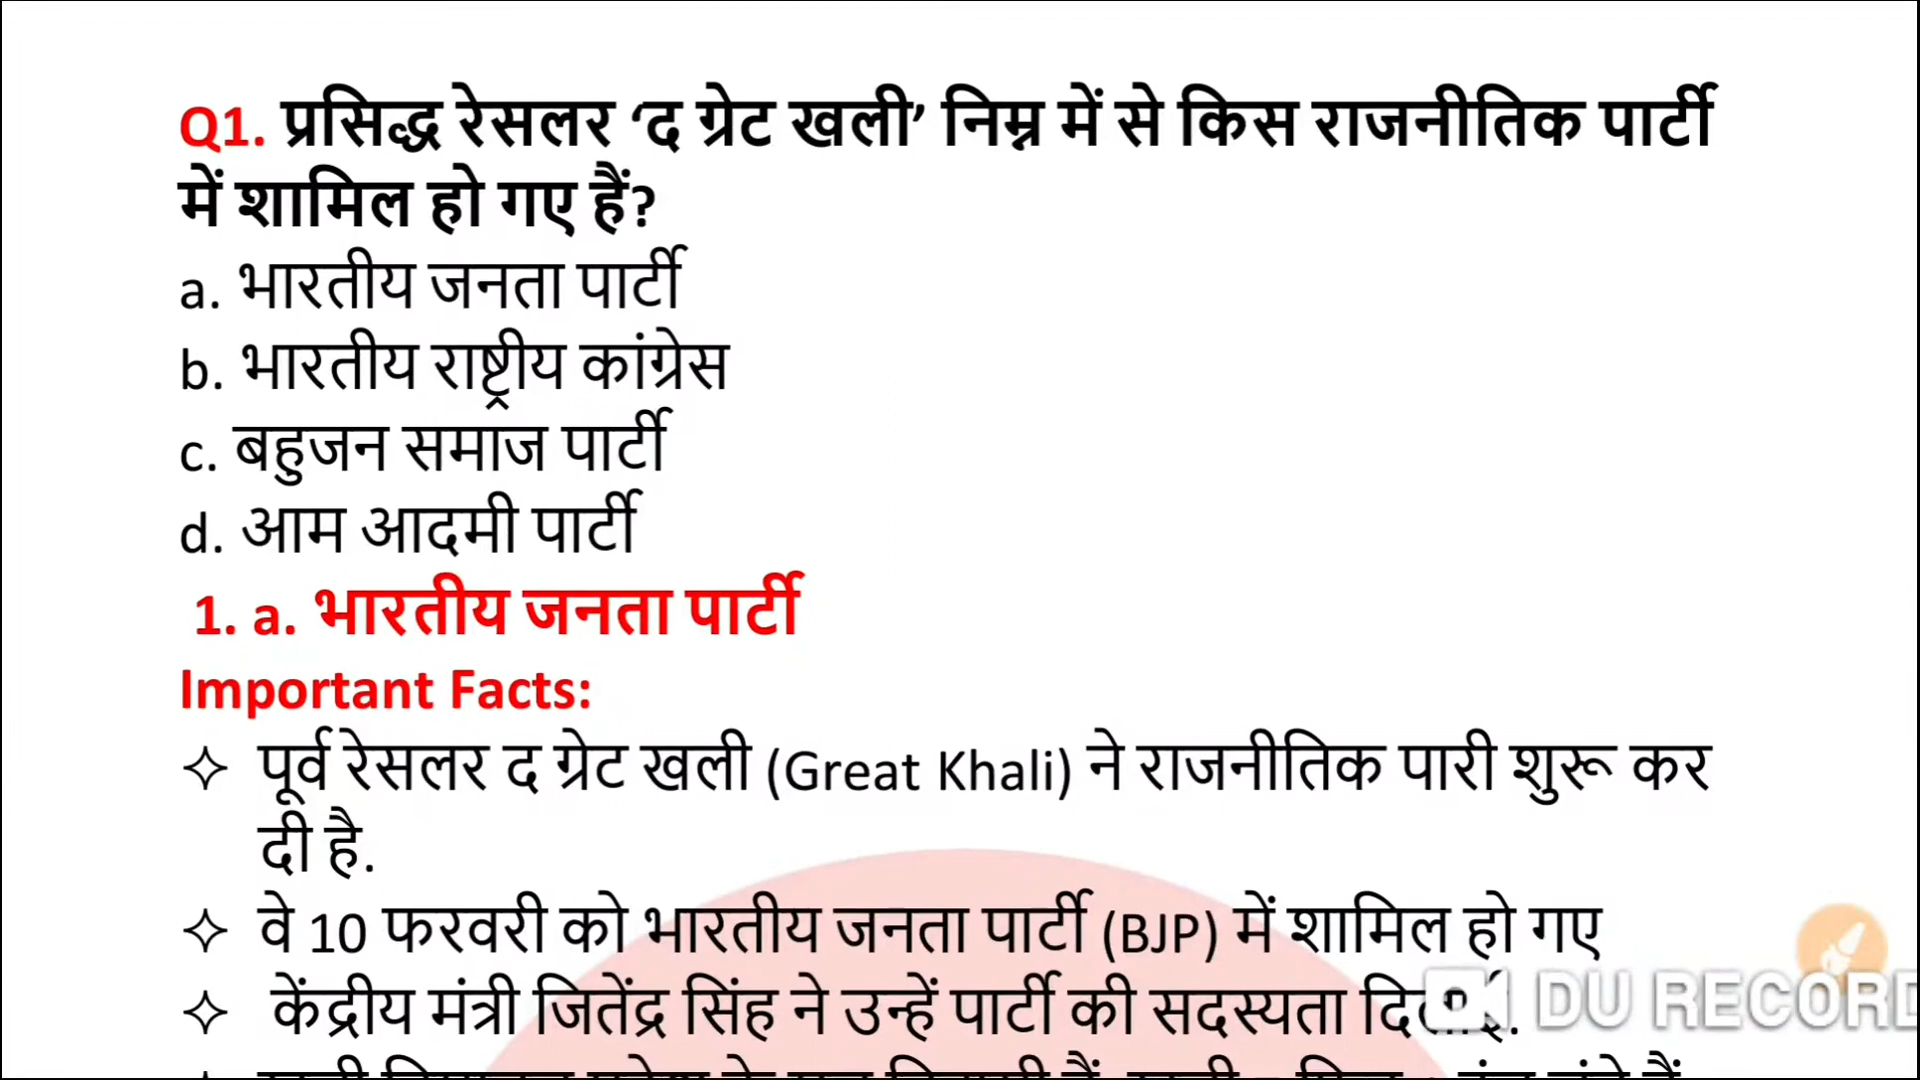 Q1. प्रसिद्ध रेसलर ‘द ग्रेट खली’ निम्न में से किस राजनीतिक पार्टी
में शामिल हो गए हैं?
a. भारतीय जनता पार्टी
b. भारतीय राष्ट्रीय कांग्रेस
c. बहुजन समाज पार्टी
d. आम आदमी पार्टी
1. a. भारतीय जनता पार्टी
Important Facts:
✧ पूर्व रेसलर द ग्रेट खली (Great Khali) ने राजनीतिक पारी शुरू कर
दी है.
✧ वे 10 फरवरी को भारतीय जनता पार्टी (BJP) में शामिल हो गए
✧ केंद्रीय मंत्री जितेंद्र सिंह ने उन्हें पार्टी की सदस्यता दिलाई.
DU RECORD